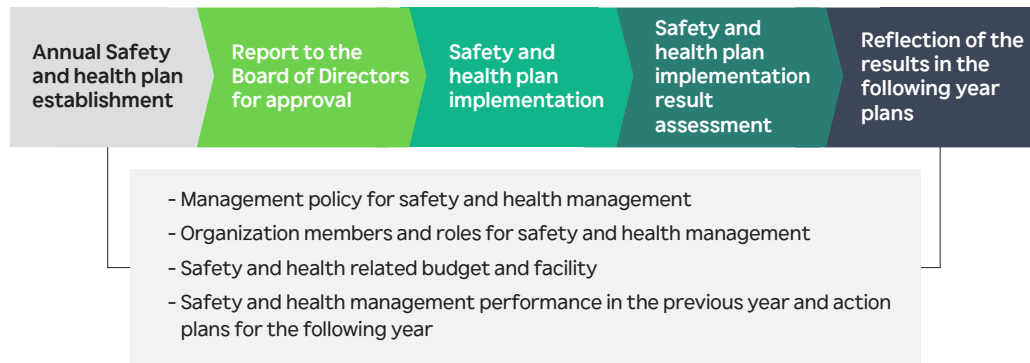 Annual Safety
and health plan
establishment
Report to the
Board of Directors
for approval
Safety and
health plan
implementation
Safety and
health plan
implementation
result
assessment
Reflection of the
results in the
following year
plans
- Management policy for safety and health management
- Organization members and roles for safety and health management
- Safety and health related budget and facility
- Safety and health management performance in the previous year and action
plans for the following year